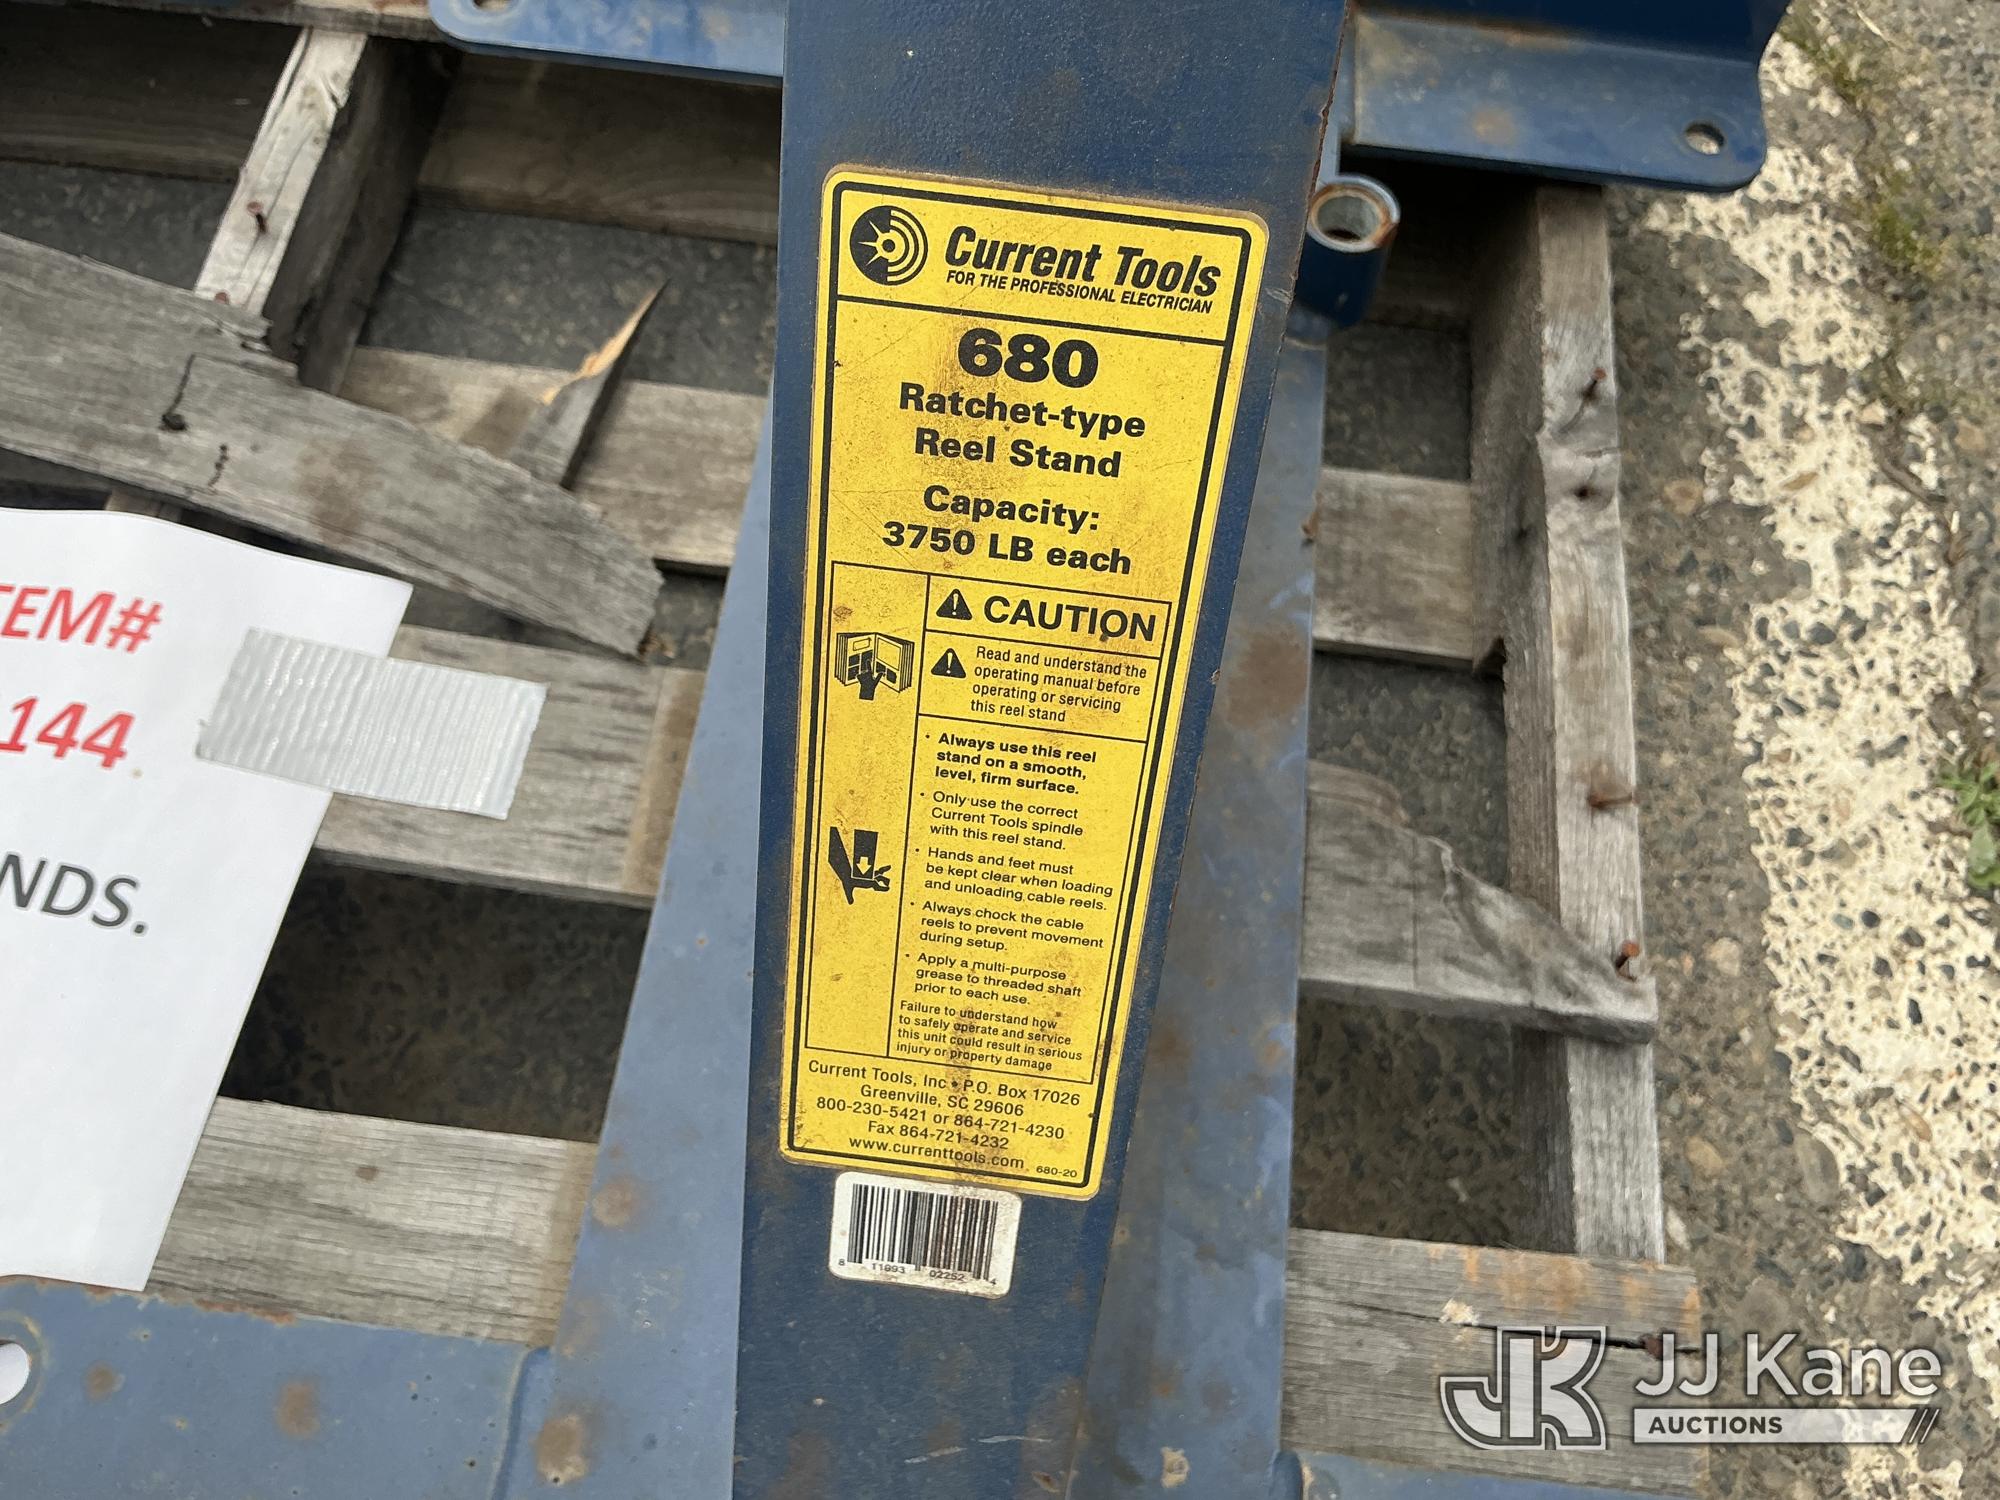 Current Tools
FOR THE PROFESSIONAL ELECTRICIAN
680
Ratchet-type
Reel Stand
Capacity:
3750 LB each
CAUTION
Read and understand the
operating manual before
operating or servicing
this reel stand
• Always use this reel
stand on a smooth,
level, firm surface.
• Only use the correct
Current Tools spindle
with this reel stand.
• Hands and feet must
be kept clear when loading
and unloading cable reels.
• Always chock the cable
reels to prevent movement
during setup.
• Apply a multi-purpose
grease to threaded shaft
prior to each use.
Failure to understand how
to safely operate and service
this unit could result in serious
injury or property damage
Current Tools, Inc • P.O. Box 17026
Greenville, SC 29606
800-230-5421 or 864-721-4230
Fax 864-721-4232
www.currenttools.com
680-20
8 11893 02252 4
TEM#
144
NDS.
JK
JJ Kane
AUCTIONS